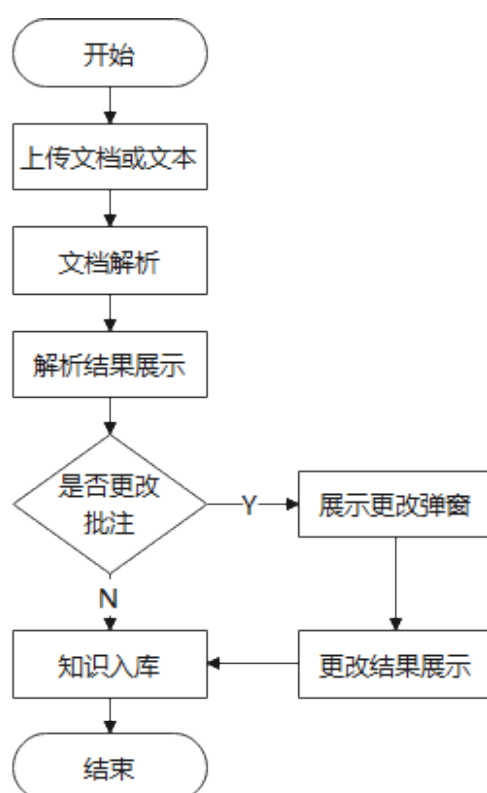 开始
上传文档或文本
文档解析
解析结果展示
是否更改
批注
Y
展示更改弹窗
N
知识入库
更改结果展示
结束